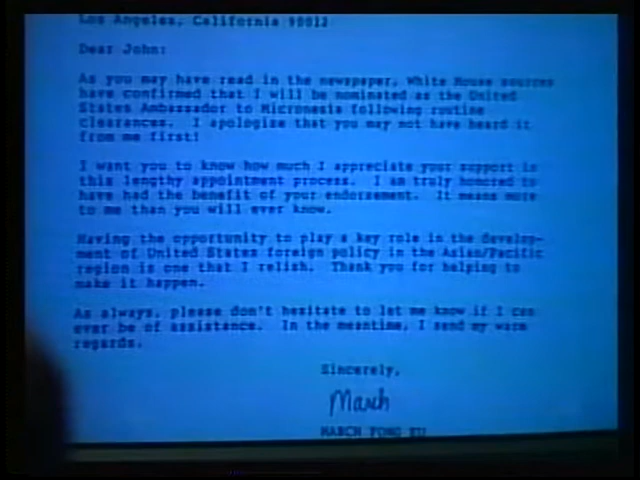 Los Angeles, California 90012
Dear John:
As you may have read in the newspaper, White House sources
have confirmed that I will be nominated as the United
States Ambassador to Micronesia following routine
clearances. I apologize that you may not have heard it
from me first!
I want you to know how much I appreciate your support in
this lengthy appointment process. I am truly honored to
have had the benefit of your endorsement. It means more
to me than you will ever know.
Having the opportunity to play a key role in the develop-
ment of United States foreign policy in the Asian/Pacific
region is one that I relish. Thank you for helping to
make it happen.
As always, please don't hesitate to let me know if I can
ever be of assistance. In the meantime, I send my warm
regards.
Sincerely,
March
MARCH FONG EU